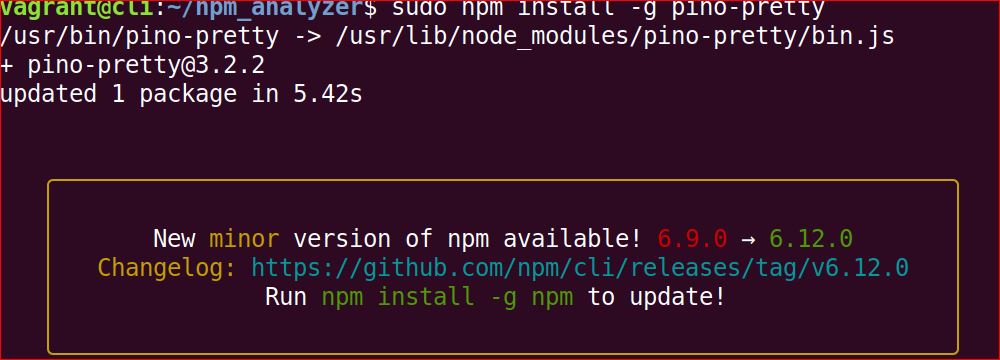 vagrant@cli:~/npm_analyzer$ sudo npm install -g pino-pretty
/usr/bin/pino-pretty -> /usr/lib/node_modules/pino-pretty/bin.js
+ pino-pretty@3.2.2
updated 1 package in 5.42s
New minor version of npm available! 6.9.0 → 6.12.0
Changelog: https://github.com/npm/cli/releases/tag/v6.12.0
Run npm install -g npm to update!